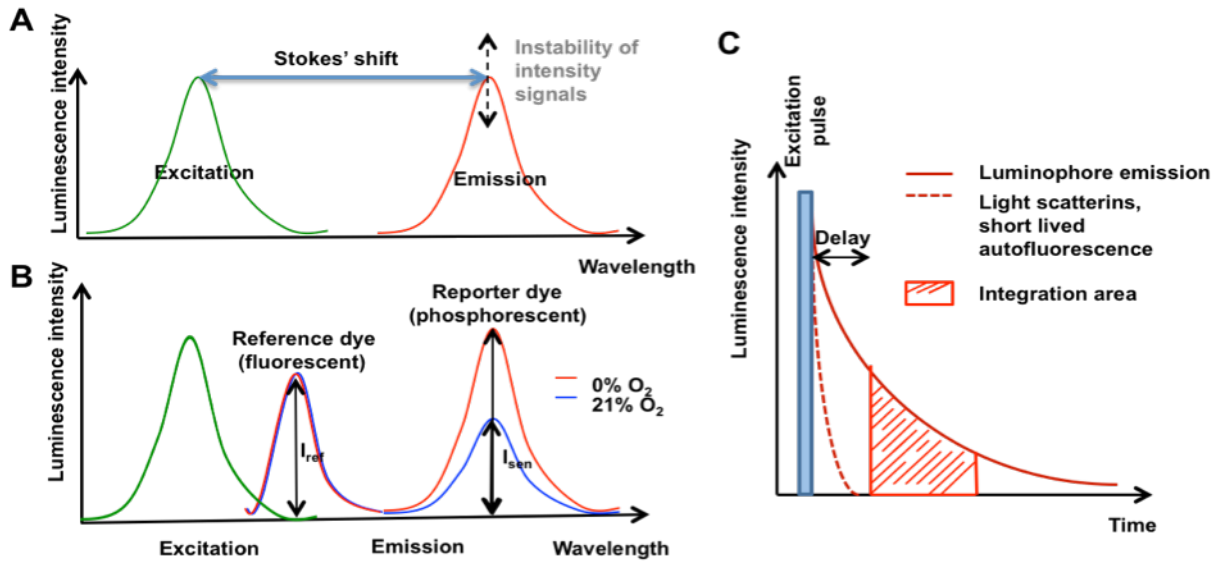 A
Luminescence intensity
Stokes' shift
Instability of
intensity
signals
Excitation
Emission
Wavelength
B
Luminescence intensity
Reference dye
(fluorescent)
Reporter dye
(phosphorescent)
0% O2
21% O2
Iref
Isen
Excitation
Emission
Wavelength
C
Luminescence intensity
Excitation
pulse
Delay
Luminophore emission
Light scatterins,
short lived
autofluorescence
Integration area
Time